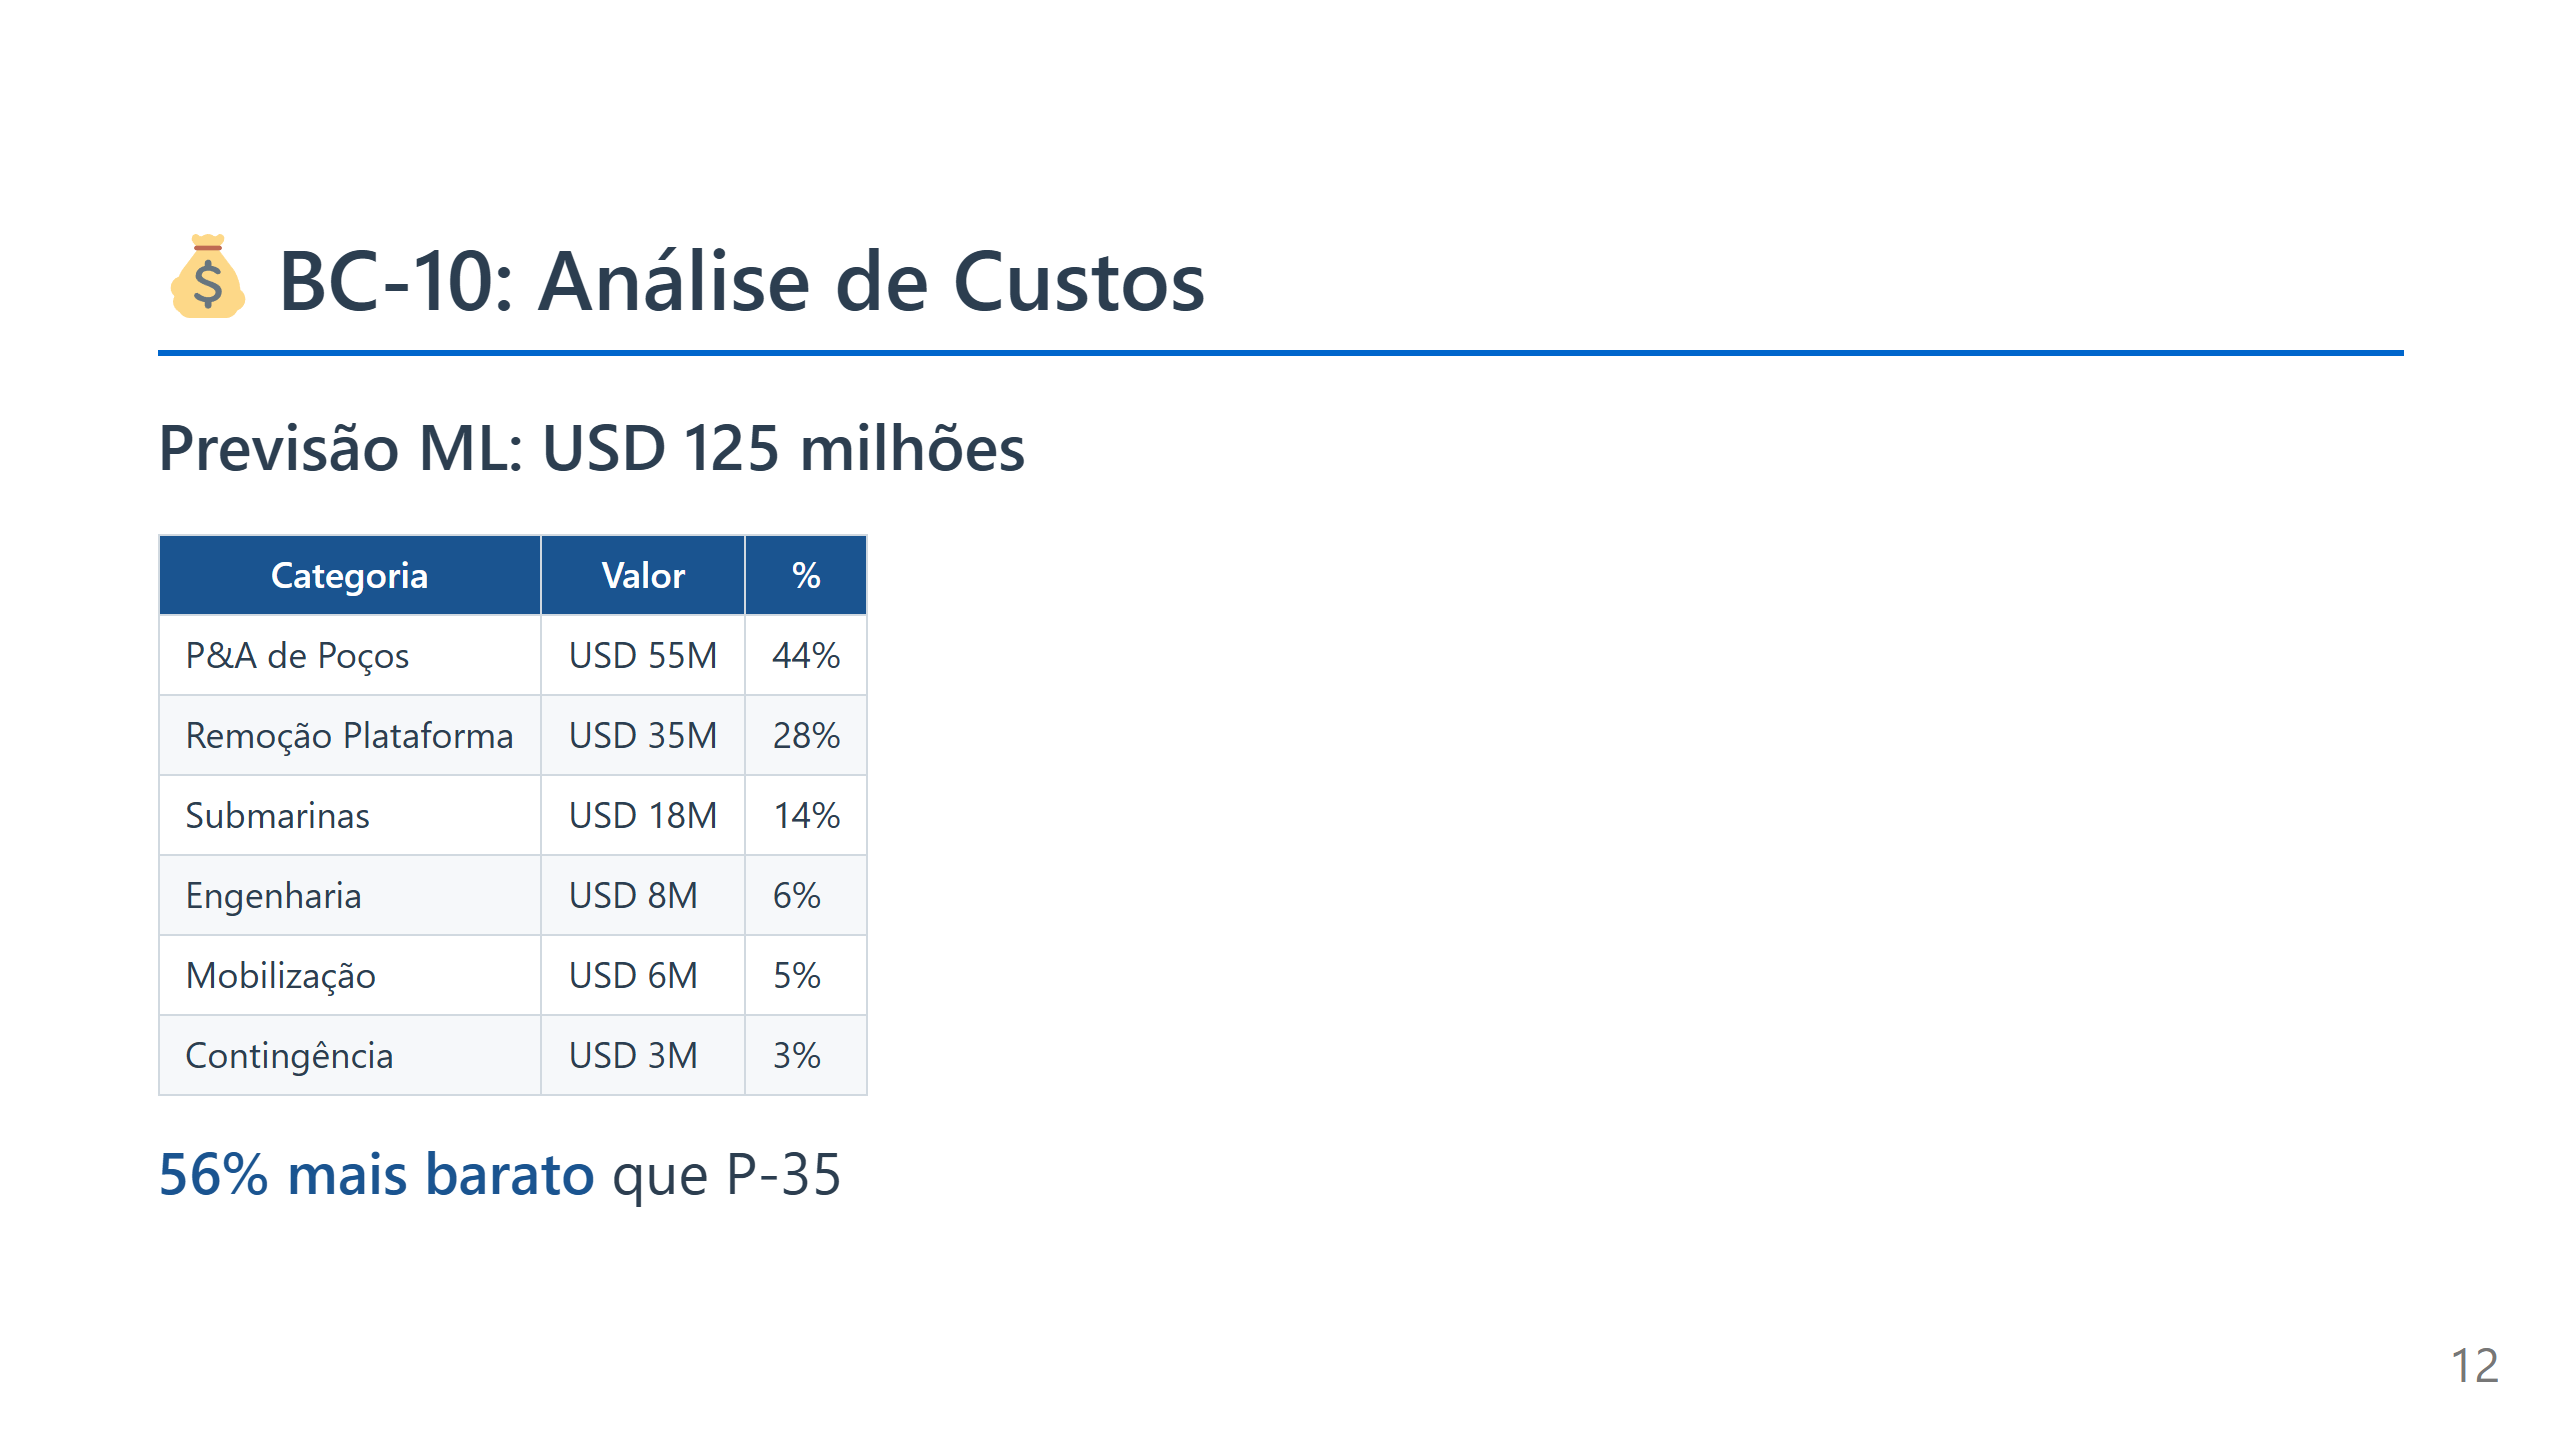 $ BC-10: Análise de Custos
Previsão ML: USD 125 milhões
Categoria Valor %
P&A de Poços USD 55M 44%
Remoção Plataforma USD 35M 28%
Submarinas USD 18M 14%
Engenharia USD 8M 6%
Mobilização USD 6M 5%
Contingência USD 3M 3%
56% mais barato que P-35
12